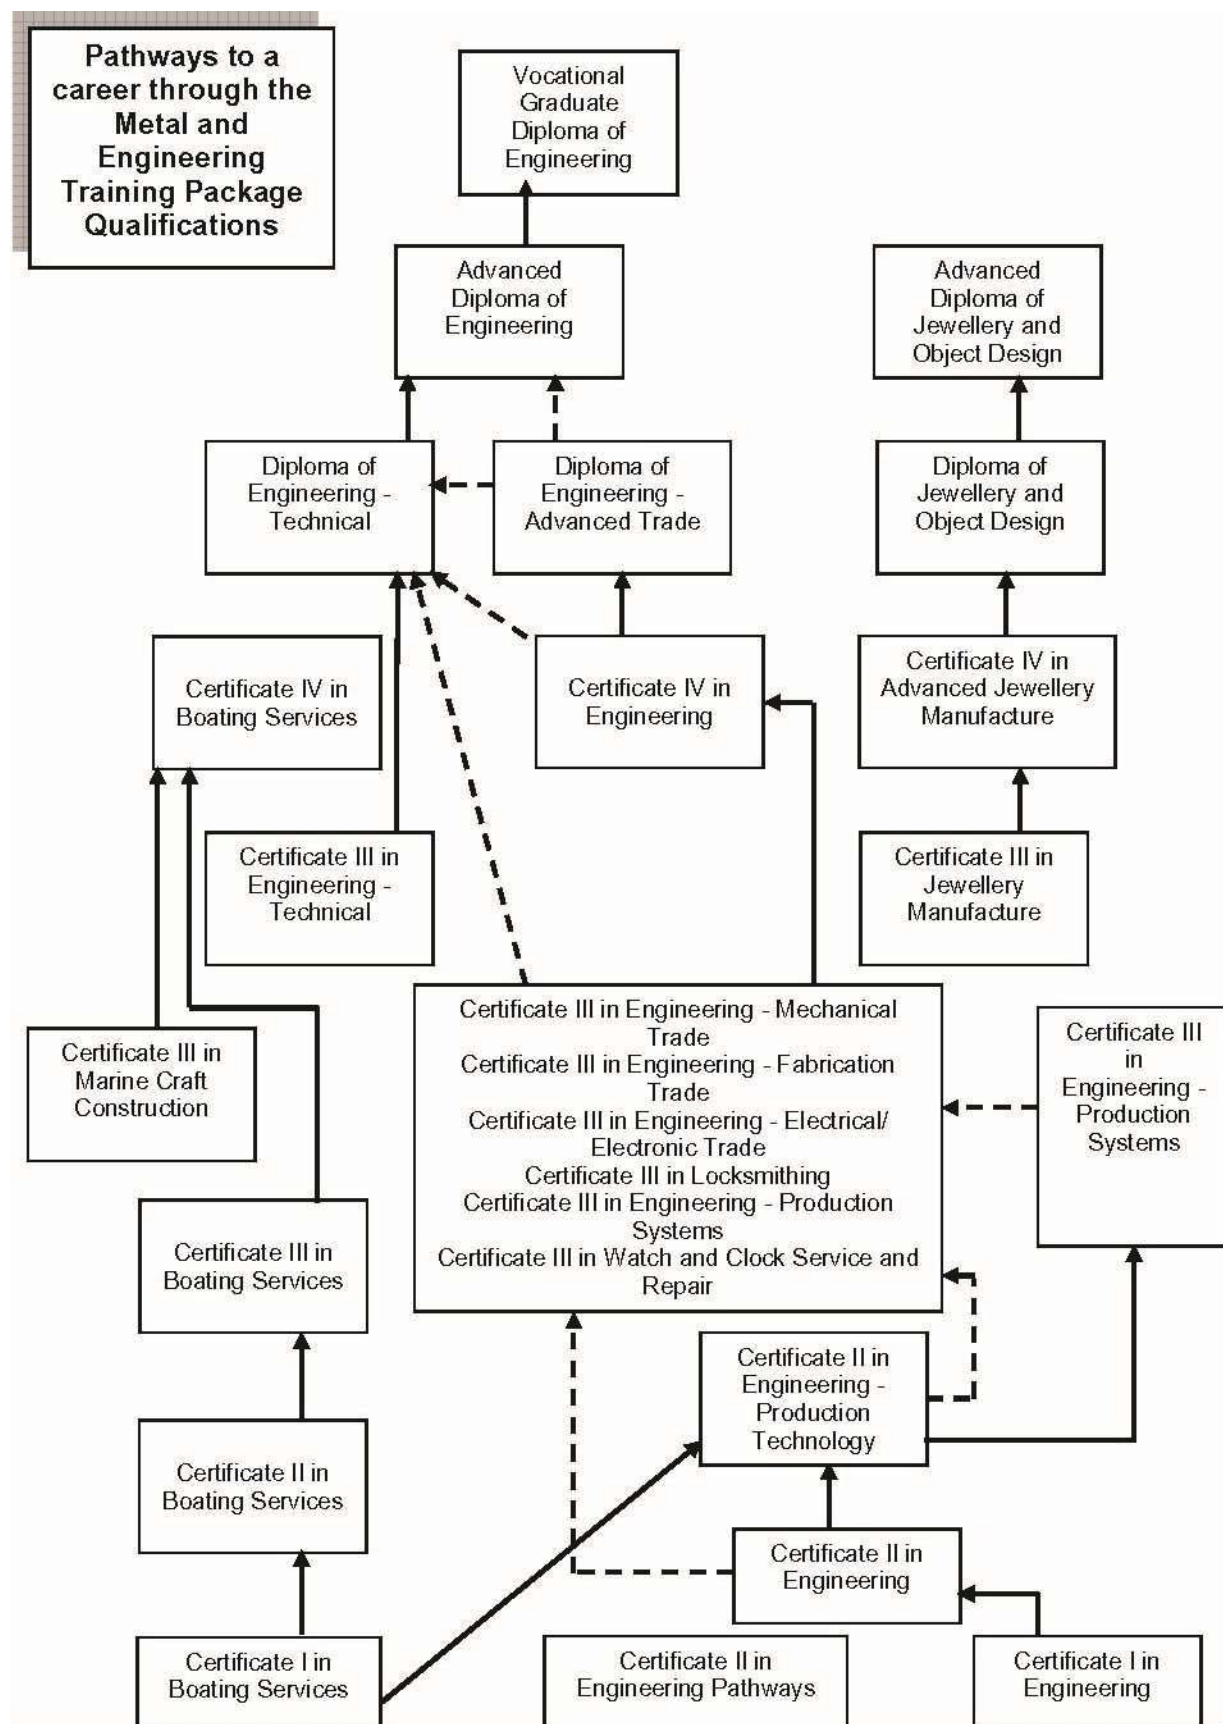 Pathways to a
career through the
Metal and
Engineering
Training Package
Qualifications
Vocational
Graduate
Diploma of
Engineering
Advanced
Diploma of
Engineering
Advanced
Diploma of
Jewellery and
Object Design
Diploma of
Engineering -
Technical
Diploma of
Engineering -
Advanced Trade
Diploma of
Jewellery and
Object Design
Certificate IV in
Boating Services
Certificate IV in
Engineering
Certificate IV in
Advanced Jewellery
Manufacture
Certificate III in
Engineering -
Technical
Certificate III in
Jewellery
Manufacture
Certificate III in
Marine Craft
Construction
Certificate III in Engineering - Mechanical
Trade
Certificate III in Engineering - Fabrication
Trade
Certificate III in Engineering - Electrical/
Electronic Trade
Certificate III in Locksmithing
Certificate III in Engineering - Production
Systems
Certificate III in Watch and Clock Service and
Repair
Certificate III
in
Engineering -
Production
Systems
Certificate III in
Boating Services
Certificate II in
Engineering -
Production
Technology
Certificate II in
Boating Services
Certificate II in
Engineering
Certificate I in
Boating Services
Certificate II in
Engineering Pathways
Certificate I in
Engineering